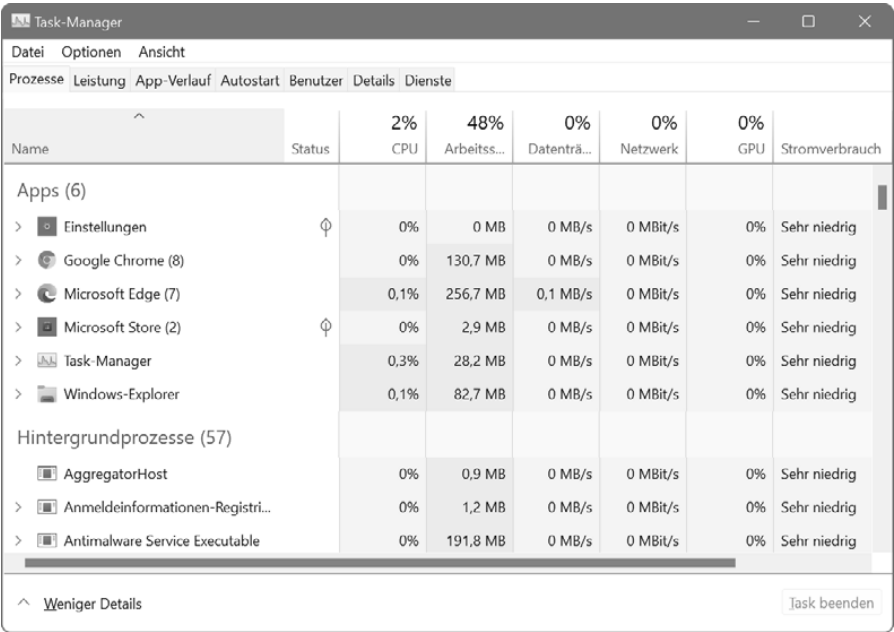 Task-Manager
Datei Optionen Ansicht
Prozesse Leistung App-Verlauf Autostart Benutzer Details Dienste
2% 48% 0% 0% 0%
Name Status CPU Arbeitss... Datenträ... Netzwerk GPU Stromverbrauch
Apps (6)
Einstellungen 0% 0 MB 0 MB/s 0 MBit/s 0% Sehr niedrig
Google Chrome (8) 0% 130,7 MB 0 MB/s 0 MBit/s 0% Sehr niedrig
Microsoft Edge (7) 0,1% 256,7 MB 0,1 MB/s 0 MBit/s 0% Sehr niedrig
Microsoft Store (2) 0% 2,9 MB 0 MB/s 0 MBit/s 0% Sehr niedrig
Task-Manager 0,3% 28,2 MB 0 MB/s 0 MBit/s 0% Sehr niedrig
Windows-Explorer 0,1% 82,7 MB 0 MB/s 0 MBit/s 0% Sehr niedrig
Hintergrundprozesse (57)
AggregatorHost 0% 0,9 MB 0 MB/s 0 MBit/s 0% Sehr niedrig
Anmeldeinformationen-Registri... 0% 1,2 MB 0 MB/s 0 MBit/s 0% Sehr niedrig
Antimalware Service Executable 0% 191,8 MB 0 MB/s 0 MBit/s 0% Sehr niedrig
Weniger Details Task beenden